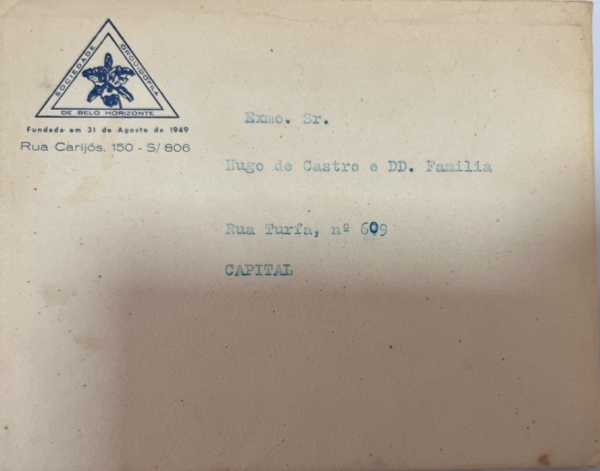 SOCIEDADE ORQUIDÓFILA
DE BELO HORIZONTE
Fundada em 31 de Agosto de 1949
Rua Carijós, 150 - S/ 806
Exmo. Sr.
Hugo de Castro e DD. Familia
Rua Turfa, nº 609
CAPITAL